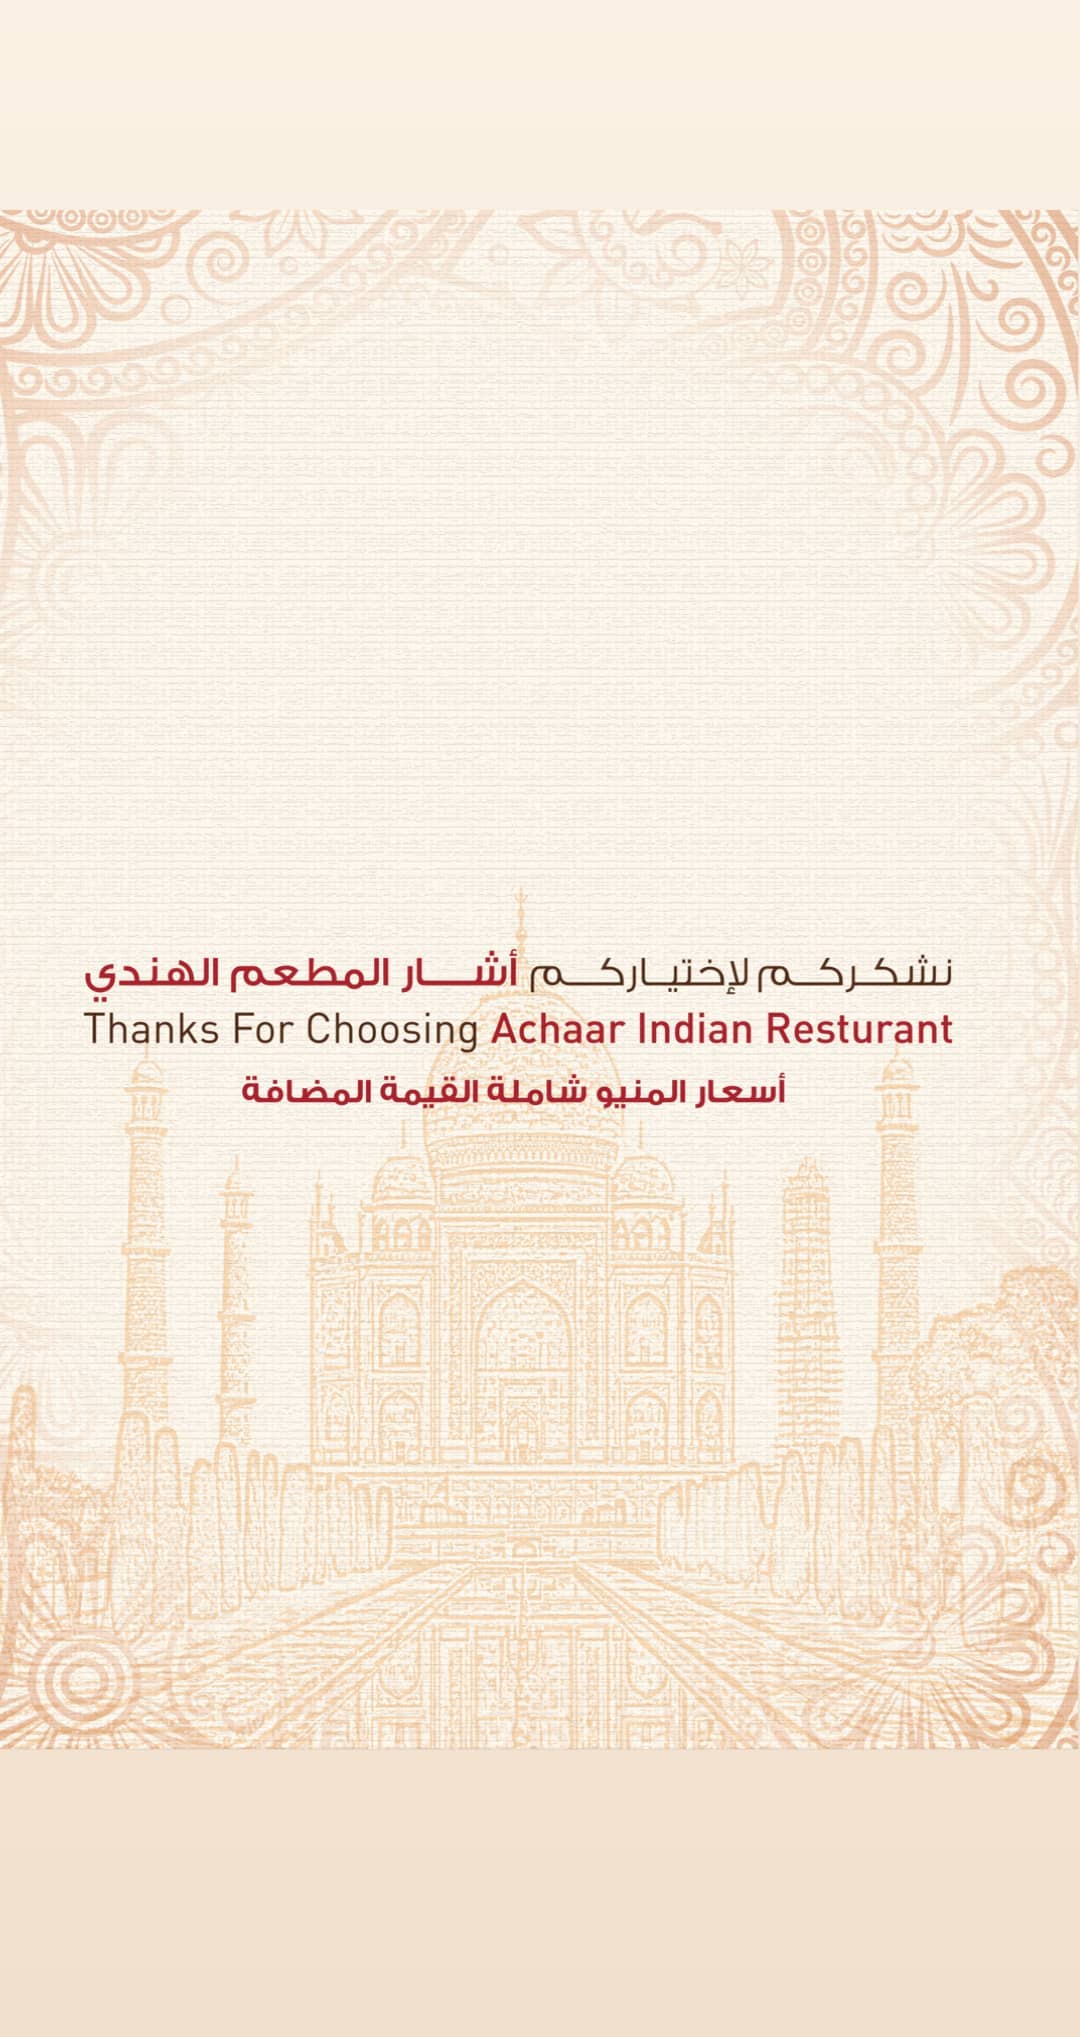 نشكركم لإختياركم أشار المطعم الهندي
Thanks For Choosing Achaar Indian Resturant
أسعار المنيو شاملة القيمة المضافة